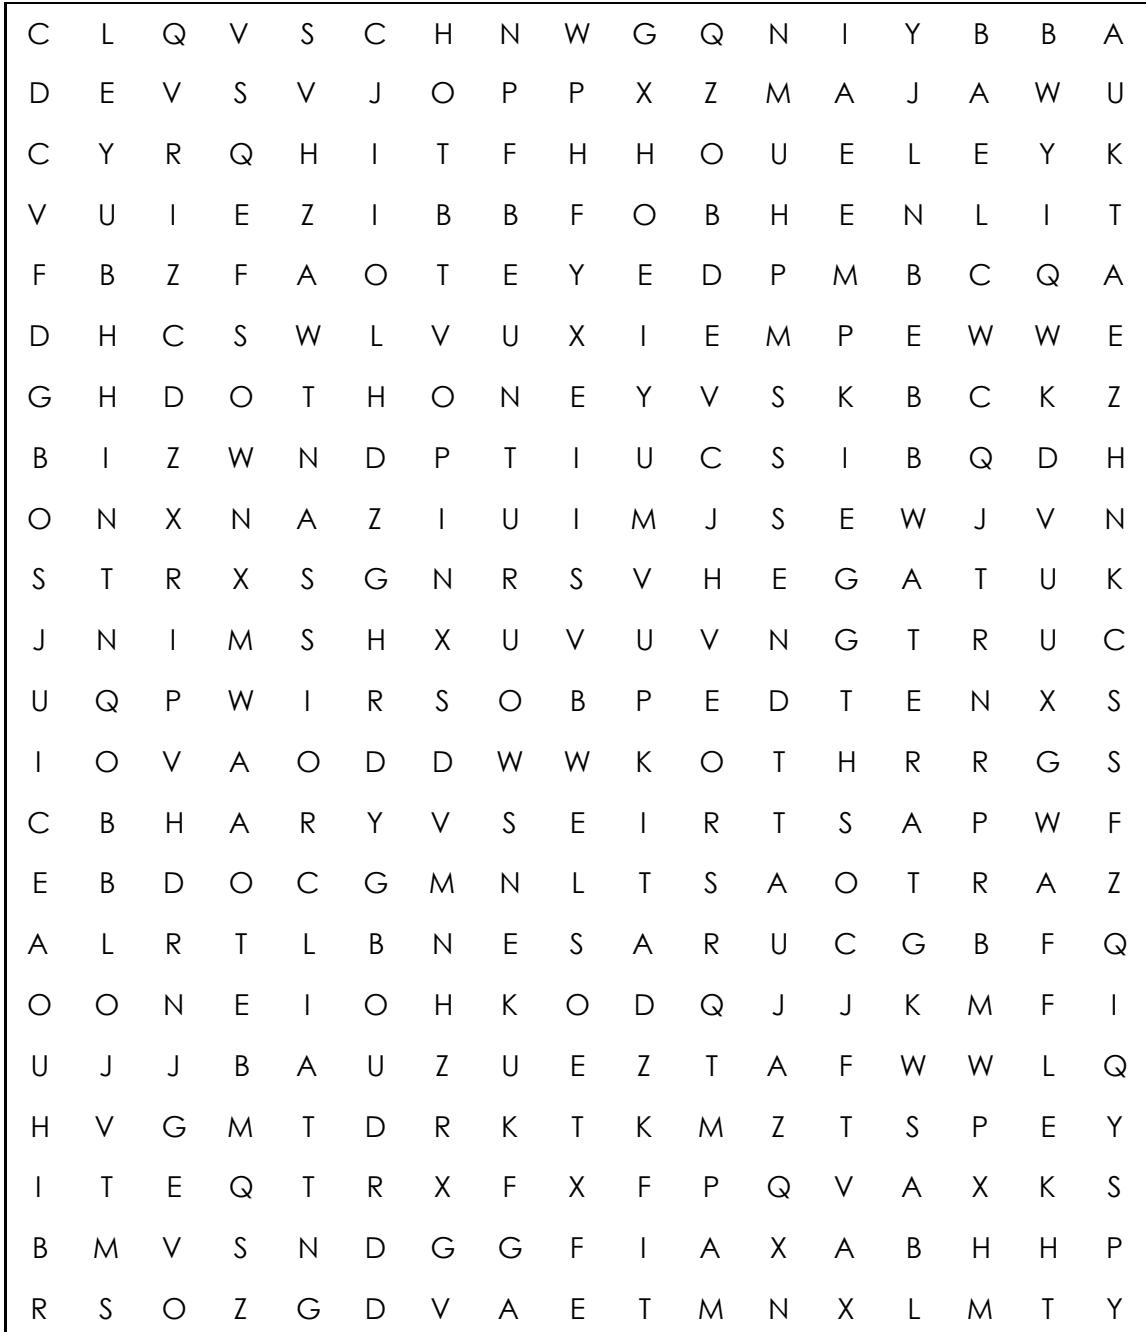 C L Q V S C H N W G Q N I Y B B A
D E V S V J O P P X Z M A J A W U
C Y R Q H I T F H H O U E L E Y K
V U I E Z I B B F O B H E N L I T
F B Z F A O T E Y E D P M B C Q A
D H C S W L V U X I E M P E W W E
G H D O T H O N E Y V S K B C K Z
B I Z W N D P T I U C S I B Q D H
O N X N A Z I U I M J S E W J V N
S T R X S G N R S V H E G A T U K
J N I M S H X U V U V N G T R U C
U Q P W I R S O B P E D T E N X S
I O V A O D D W W K O T H R R G S
C B H A R Y V S E I R T S A P W F
E B D O C G M N L T S A O T R A Z
A L R T L B N E S A R U C G B F Q
O O N E I O H K O D Q J J K M F I
U J J B A U Z U E Z T A F W W L Q
H V G M T D R K T K M Z T S P E Y
I T E Q T R X F X F P Q V A X K S
B M V S N D G G F I A X A B H H P
R S O Z G D V A E T M N X L M T Y